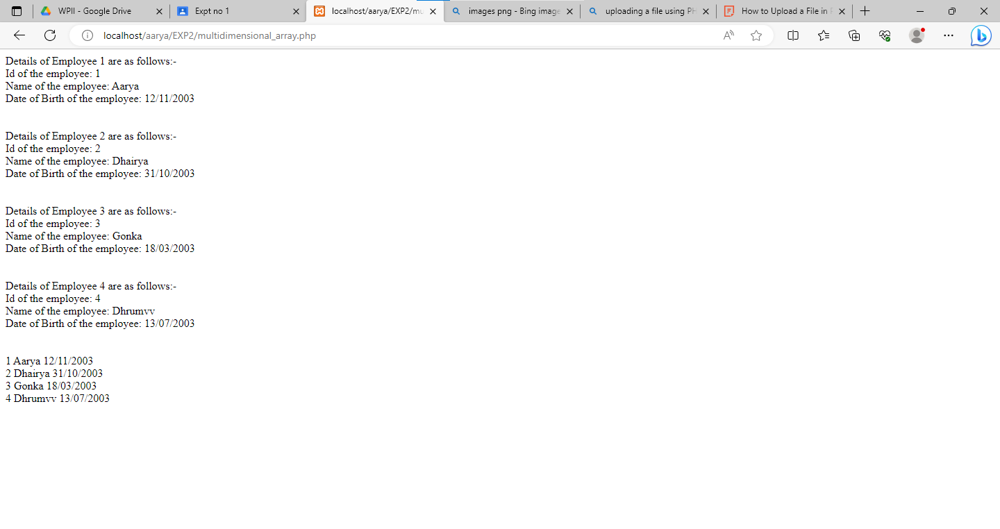 WPII - Google Drive
Expt no 1
localhost/aarya/EXP2/mu
images png - Bing image
uploading a file using PH
How to Upload a File in P
localhost/aarya/EXP2/multidimensional_array.php
Details of Employee 1 are as follows:-
Id of the employee: 1
Name of the employee: Aarya
Date of Birth of the employee: 12/11/2003
Details of Employee 2 are as follows:-
Id of the employee: 2
Name of the employee: Dhairya
Date of Birth of the employee: 31/10/2003
Details of Employee 3 are as follows:-
Id of the employee: 3
Name of the employee: Gonka
Date of Birth of the employee: 18/03/2003
Details of Employee 4 are as follows:-
Id of the employee: 4
Name of the employee: Dhrumvv
Date of Birth of the employee: 13/07/2003
1 Aarya 12/11/2003
2 Dhairya 31/10/2003
3 Gonka 18/03/2003
4 Dhrumvv 13/07/2003